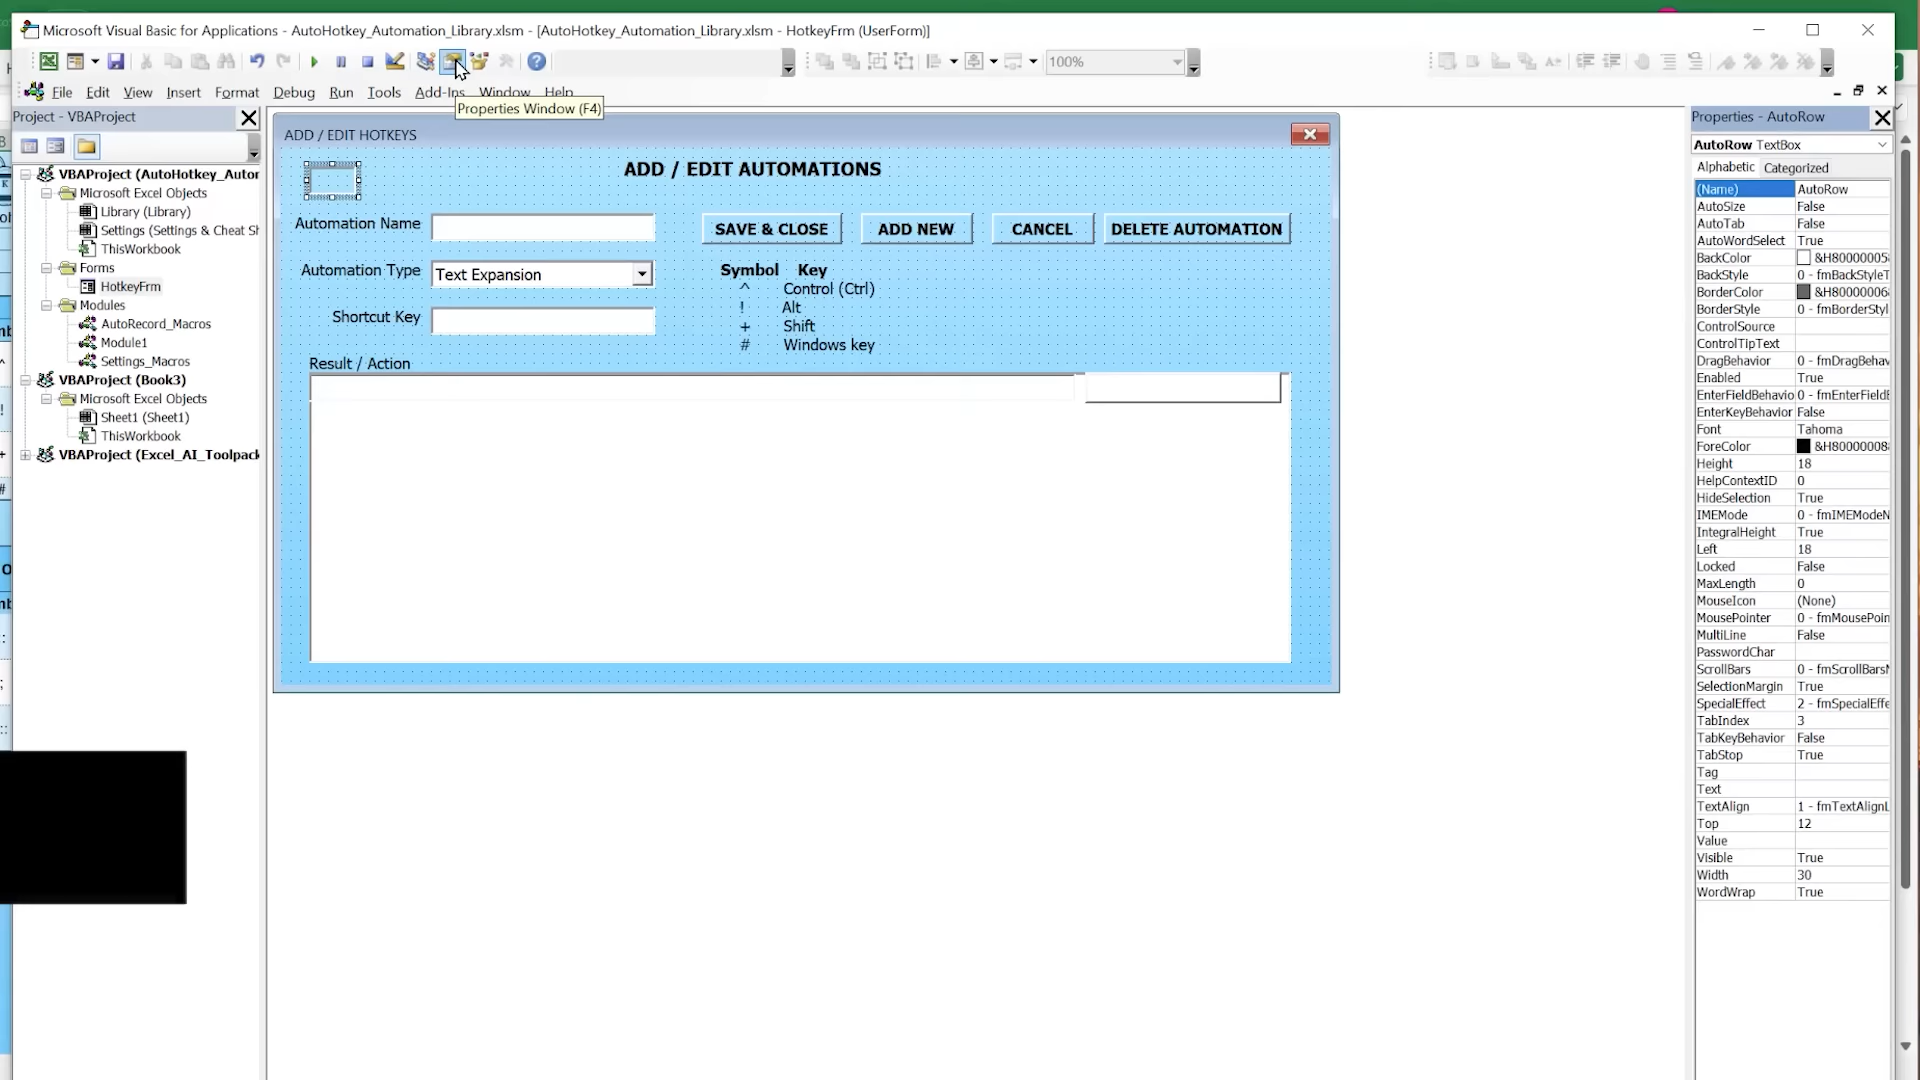 Microsoft Visual Basic for Applications - AutoHotkey_Automation_Library.xlsm - [AutoHotkey_Automation_Library.xlsm - HotkeyFrm (UserForm)]
100%
File Edit View Insert Format Debug Run Tools Add-Ins Window Help
Properties Window (F4)
Project - VBAProject
VBAProject (AutoHotkey_Autor
Microsoft Excel Objects
Library (Library)
Settings (Settings & Cheat Sh
ThisWorkbook
Forms
HotkeyFrm
Modules
AutoRecord_Macros
Module1
Settings_Macros
VBAProject (Book3)
Microsoft Excel Objects
Sheet1 (Sheet1)
ThisWorkbook
VBAProject (Excel_AI_Toolpack
ADD / EDIT HOTKEYS
ADD / EDIT AUTOMATIONS
Automation Name
SAVE & CLOSE
ADD NEW
CANCEL
DELETE AUTOMATION
Automation Type
Text Expansion
Symbol Key
^ Control (Ctrl)
! Alt
+ Shift
# Windows key
Shortcut Key
Result / Action
Properties - AutoRow
AutoRow TextBox
Alphabetic Categorized
(Name) AutoRow
AutoSize False
AutoTab False
AutoWordSelect True
BackColor &H80000005
BackStyle 0 - fmBackStyleT
BorderColor &H80000006
BorderStyle 0 - fmBorderStyl
ControlSource
ControlTipText
DragBehavior 0 - fmDragBehav
Enabled True
EnterFieldBehavio 0 - fmEnterFieldB
EnterKeyBehavior False
Font Tahoma
ForeColor &H80000008
Height 18
HelpContextID 0
HideSelection True
IMEMode 0 - fmIMEModeN
IntegralHeight True
Left 18
Locked False
MaxLength 0
MouseIcon (None)
MousePointer 0 - fmMousePoin
MultiLine False
PasswordChar
ScrollBars 0 - fmScrollBarsN
SelectionMargin True
SpecialEffect 2 - fmSpecialEffe
TabIndex 3
TabKeyBehavior False
TabStop True
Tag
Text
TextAlign 1 - fmTextAlignL
Top 12
Value
Visible True
Width 30
WordWrap True